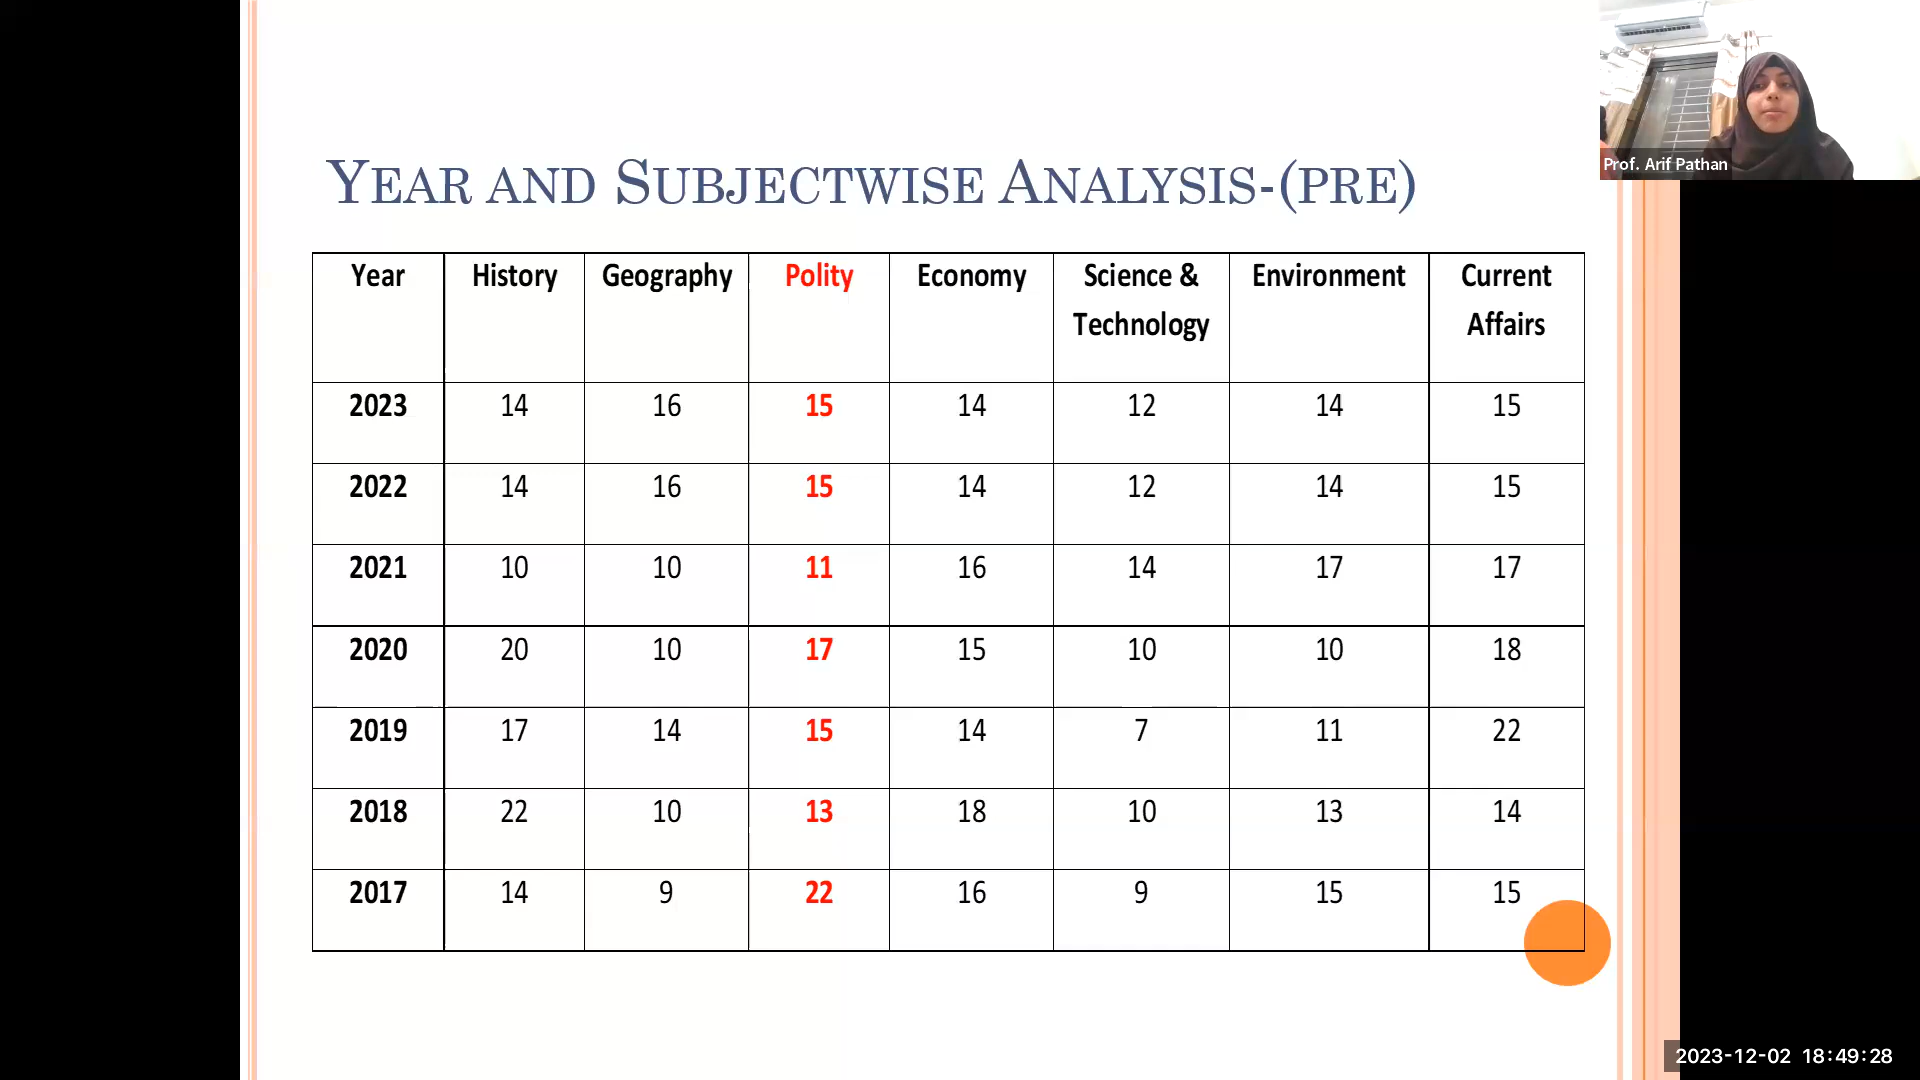 YEAR AND SUBJECTWISE ANALYSIS-(PRE)
Prof. Arif Pathan
Year History Geography Polity Economy Science & Technology Environment Current Affairs
2023 14 16 15 14 12 14 15
2022 14 16 15 14 12 14 15
2021 10 10 11 16 14 17 17
2020 20 10 17 15 10 10 18
2019 17 14 15 14 7 11 22
2018 22 10 13 18 10 13 14
2017 14 9 22 16 9 15 15
2023-12-02 18:49:28